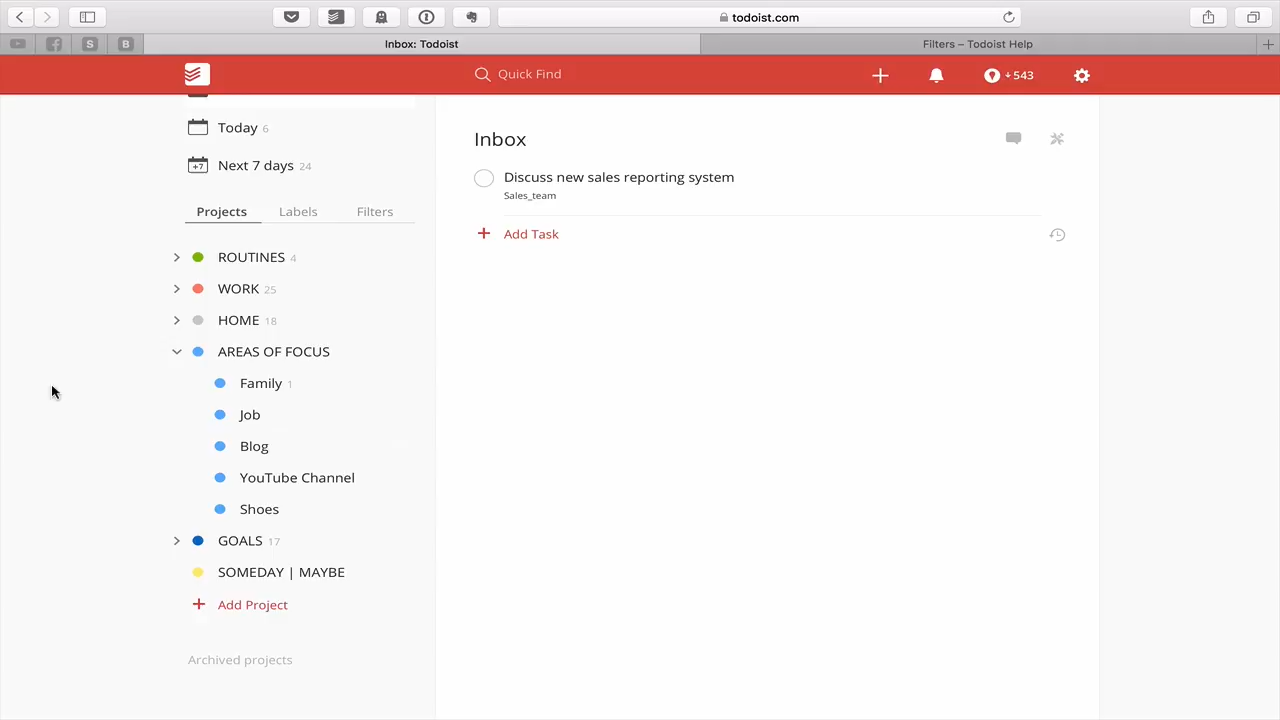 todoist.com
S
B
Inbox: Todoist
Filters – Todoist Help
Quick Find
543
Today 6
+7 Next 7 days 24
Projects Labels Filters
ROUTINES 4
WORK 25
HOME 18
AREAS OF FOCUS
Family 1
Job
Blog
YouTube Channel
Shoes
GOALS 17
SOMEDAY | MAYBE
+ Add Project
Archived projects
Inbox
Discuss new sales reporting system
Sales_team
+ Add Task